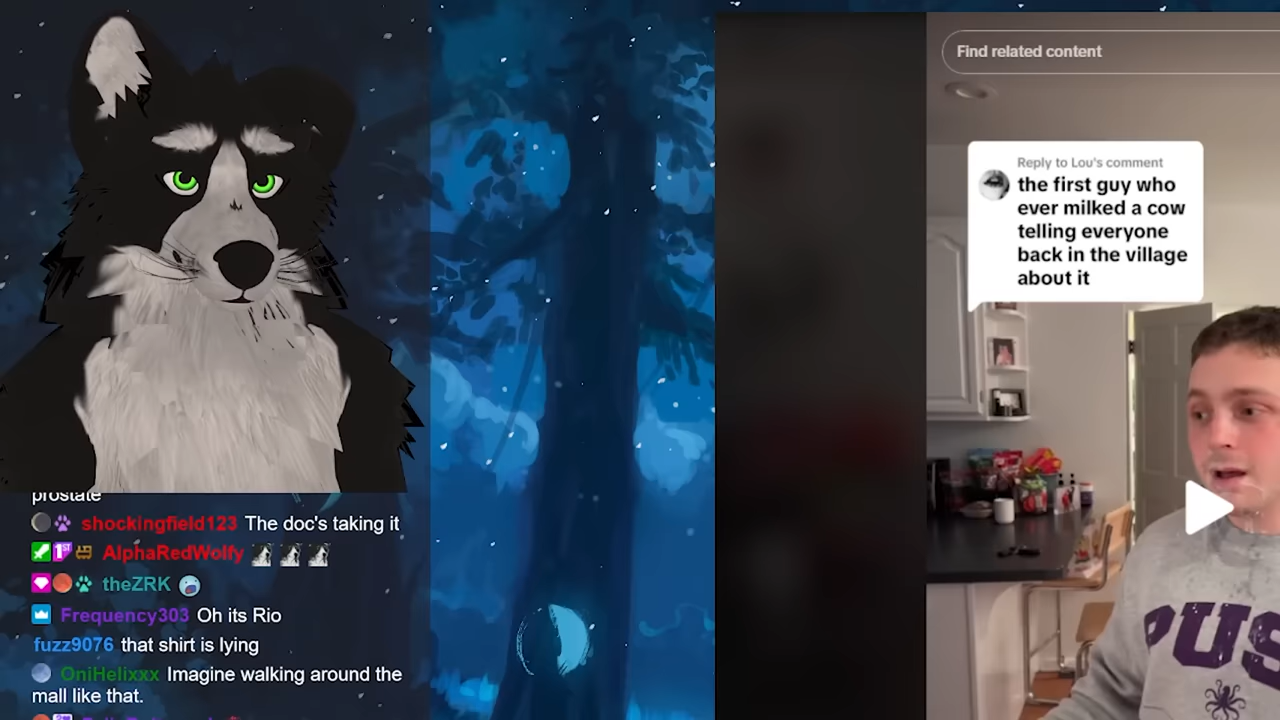 Find related content
Reply to Lou's comment
the first guy who
ever milked a cow
telling everyone
back in the village
about it
PUS
prostate
shockingfield123 The doc's taking it
1ST AlphaRedWolfy
theZRK
Frequency303 Oh its Rio
fuzz9076 that shirt is lying
OniHelixxx Imagine walking around the
mall like that.